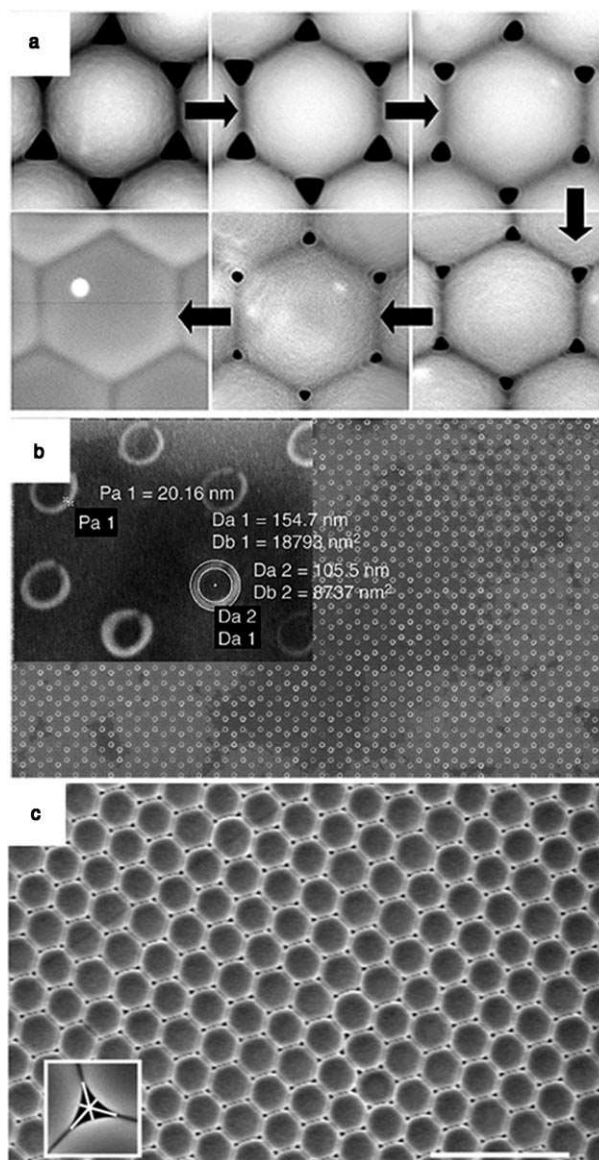 a
b
Pa 1 = 20.16 nm
Pa 1
Da 1 = 154.7 nm
Db 1 = 18793 nm²
Da 2 = 105.5 nm
Db 2 = 8737 nm²
Da 2
Da 1
c